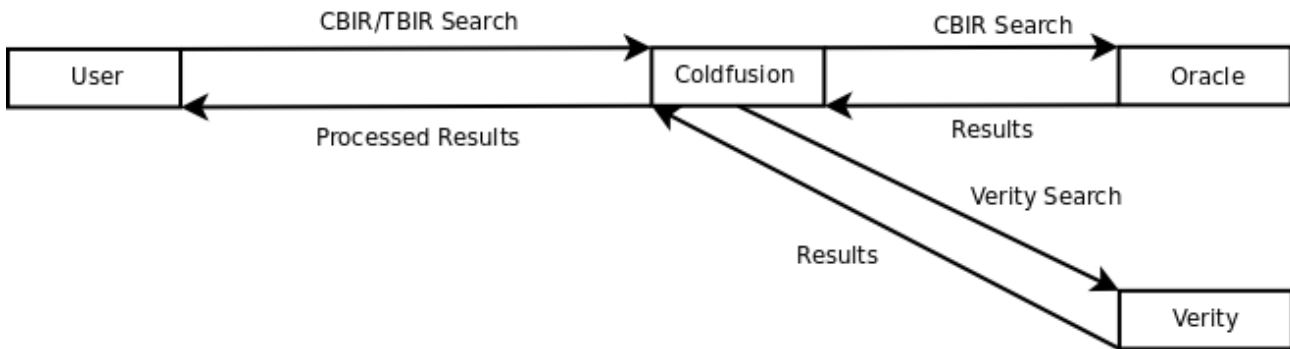 CBIR/TBIR Search
CBIR Search
User
Coldfusion
Oracle
Processed Results
Results
Verity Search
Results
Verity